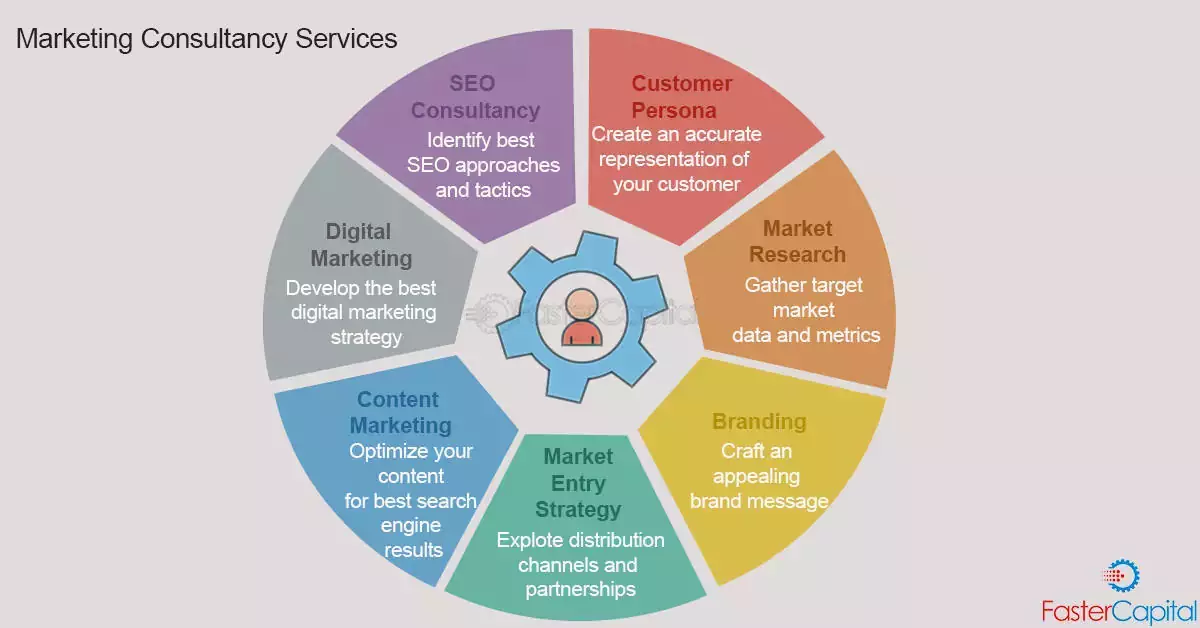 Marketing Consultancy Services
SEO
Consultancy
Identify best
SEO approaches
and tactics
Customer
Persona
Create an accurate
representation of
your customer
Market
Research
Gather target
market
data and metrics
Branding
Craft an
appealing
brand message
Market
Entry
Strategy
Explote distribution
channels and
partnerships
Content
Marketing
Optimize your
content
for best search
engine
results
Digital
Marketing
Develop the best
digital marketing
strategy
FasterCapital
FasterCapital